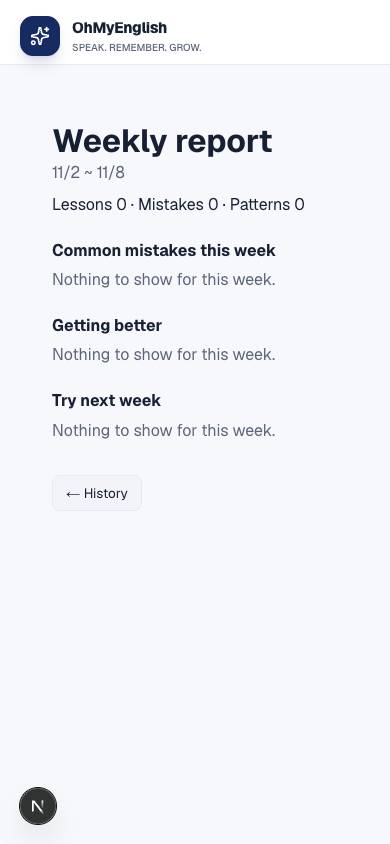 OhMyEnglish
SPEAK. REMEMBER. GROW.
Weekly report
11/2 ~ 11/8
Lessons 0 · Mistakes 0 · Patterns 0
Common mistakes this week
Nothing to show for this week.
Getting better
Nothing to show for this week.
Try next week
Nothing to show for this week.
← History
N